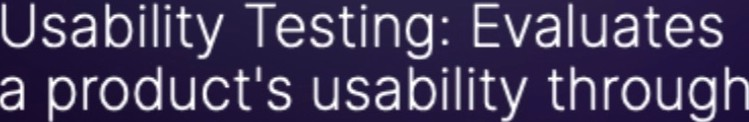 Usability Testing: Evaluates
a product's usability through